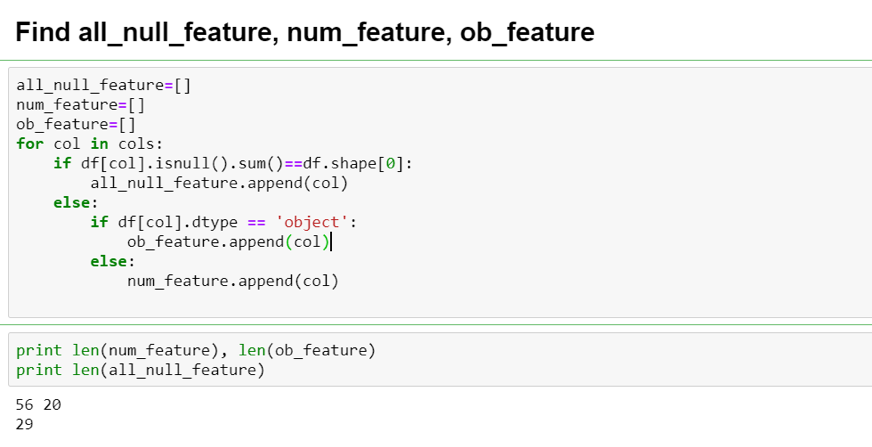 Find all_null_feature, num_feature, ob_feature
all_null_feature=[]
num_feature=[]
ob_feature=[]
for col in cols:
    if df[col].isnull().sum()==df.shape[0]:
        all_null_feature.append(col)
    else:
        if df[col].dtype == 'object':
            ob_feature.append(col)
        else:
            num_feature.append(col)
print len(num_feature), len(ob_feature)
print len(all_null_feature)
56 20
29